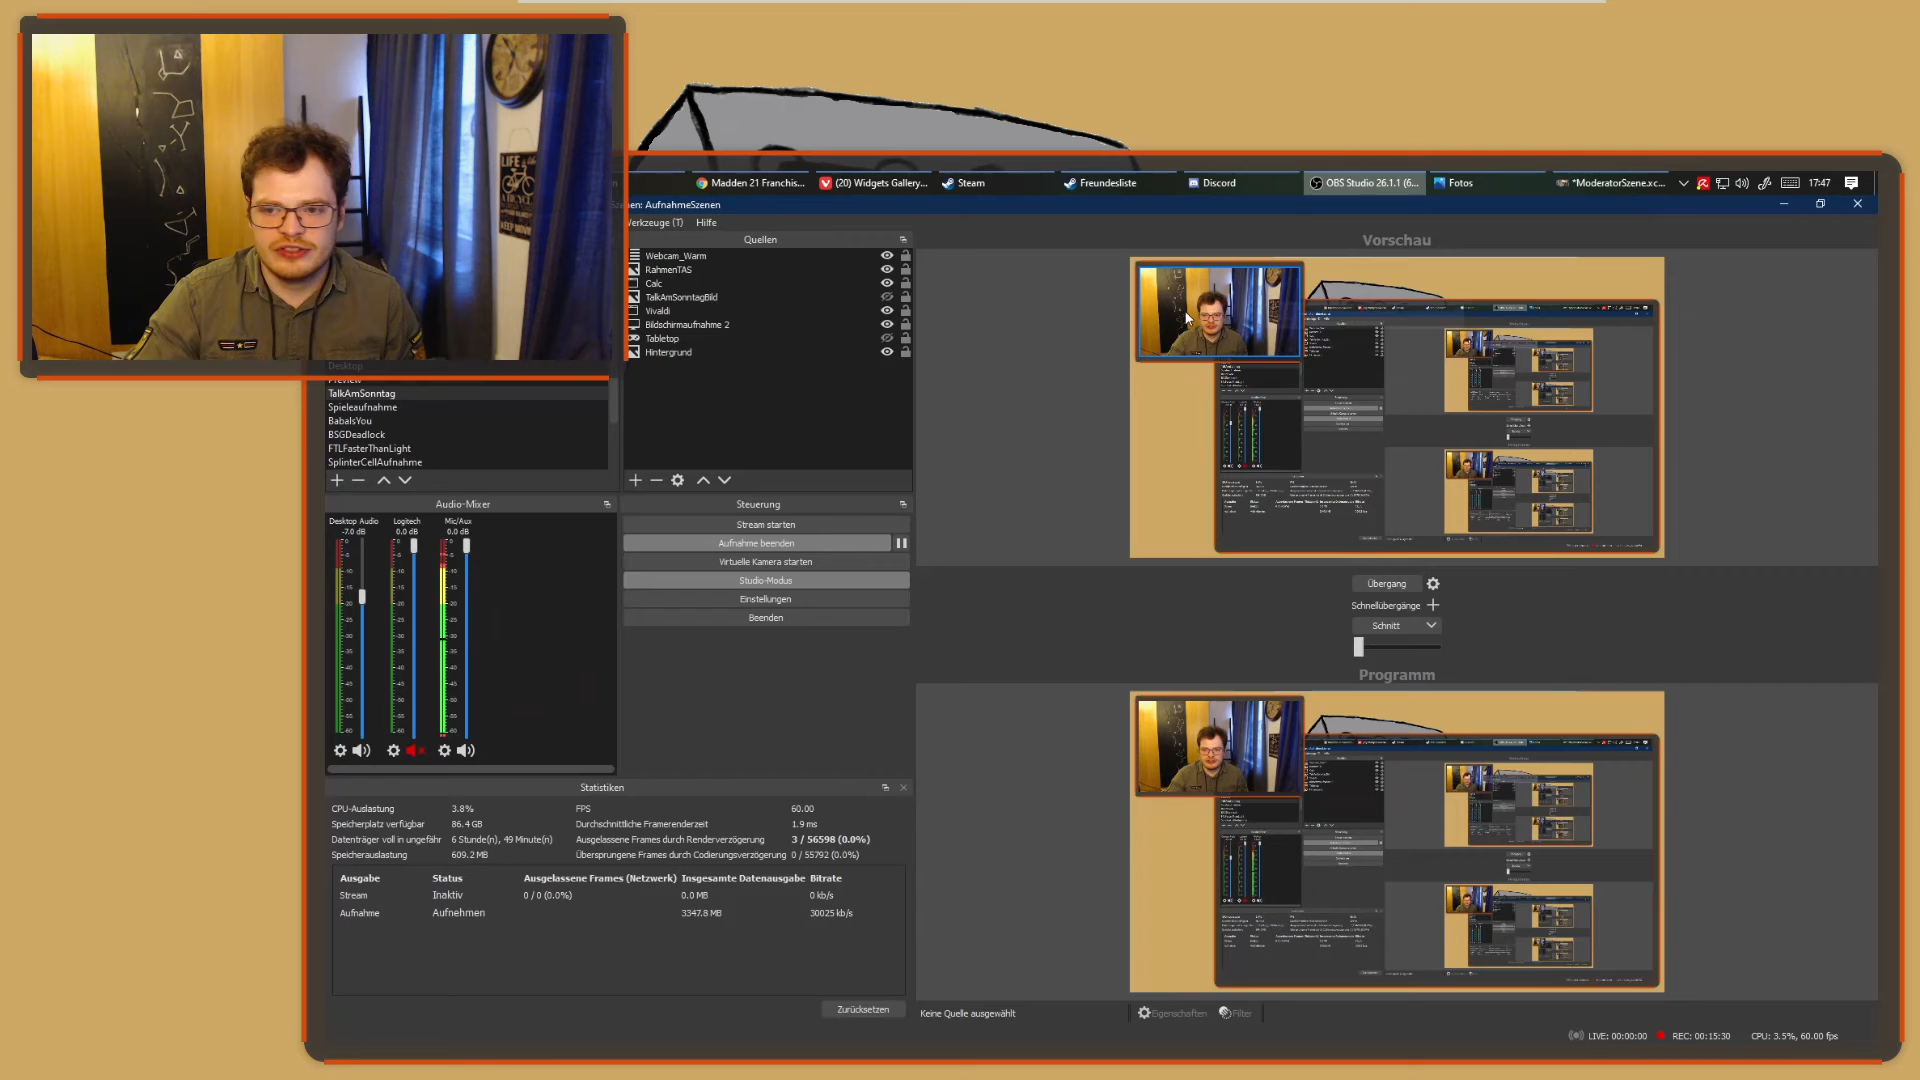 LIFE
BICYCLE
KEEP MOVING
Madden 21 Franchis...
(20) Widgets Gallery...
Steam
Freundesliste
Discord
OBS Studio 26.1.1 (6...
Fotos
*ModeratorSzene.xc...
17:47
zenen: AufnahmeSzenen
Werkzeuge (T) Hilfe
Quellen
Webcam_Warm
RahmenTAS
Calc
TalkAmSonntagBild
Vivaldi
Bildschirmaufnahme 2
Tabletop
Hintergrund
Desktop
Preview
TalkAmSonntag
Spieleaufnahme
BabaIsYou
BSGDeadlock
FTLFasterThanLight
SplinterCellAufnahme
Audio-Mixer
Desktop Audio
-7.0 dB
Logitech
0.0 dB
Mic/Aux
0.0 dB
Steuerung
Stream starten
Aufnahme beenden
Virtuelle Kamera starten
Studio-Modus
Einstellungen
Beenden
Vorschau
Übergang
Schnellübergänge
Schnitt
Programm
Statistiken
CPU-Auslastung 3.8%
Speicherplatz verfügbar 86.4 GB
Datenträger voll in ungefähr 6 Stunde(n), 49 Minute(n)
Speicherauslastung 609.2 MB
FPS 60.00
Durchschnittliche Framerenderzeit 1.9 ms
Ausgelassene Frames durch Renderverzögerung 3 / 56598 (0.0%)
Übersprungene Frames durch Codierungsverzögerung 0 / 55792 (0.0%)
Ausgabe Status Ausgelassene Frames (Netzwerk) Insgesamte Datenausgabe Bitrate
Stream Inaktiv 0 / 0 (0.0%) 0.0 MB 0 kb/s
Aufnahme Aufnehmen 3347.8 MB 30025 kb/s
Zurücksetzen
Keine Quelle ausgewählt
Eigenschaften
Filter
LIVE: 00:00:00
REC: 00:15:30
CPU: 3.5%, 60.00 fps